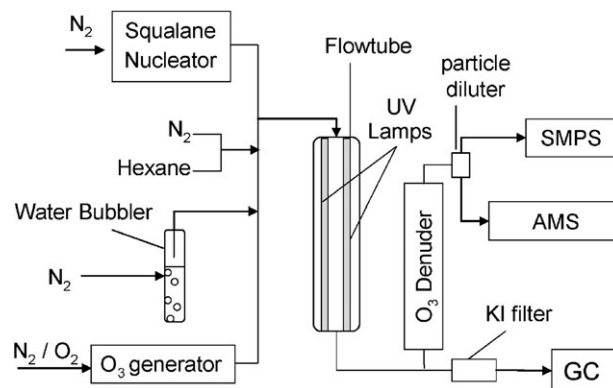 N₂
Squalane
Nucleator
Flowtube
particle
diluter
UV
Lamps
SMPS
N₂
Hexane
Water Bubbler
AMS
N₂
O₃ Denuder
KI filter
N₂ / O₂
O₃ generator
GC